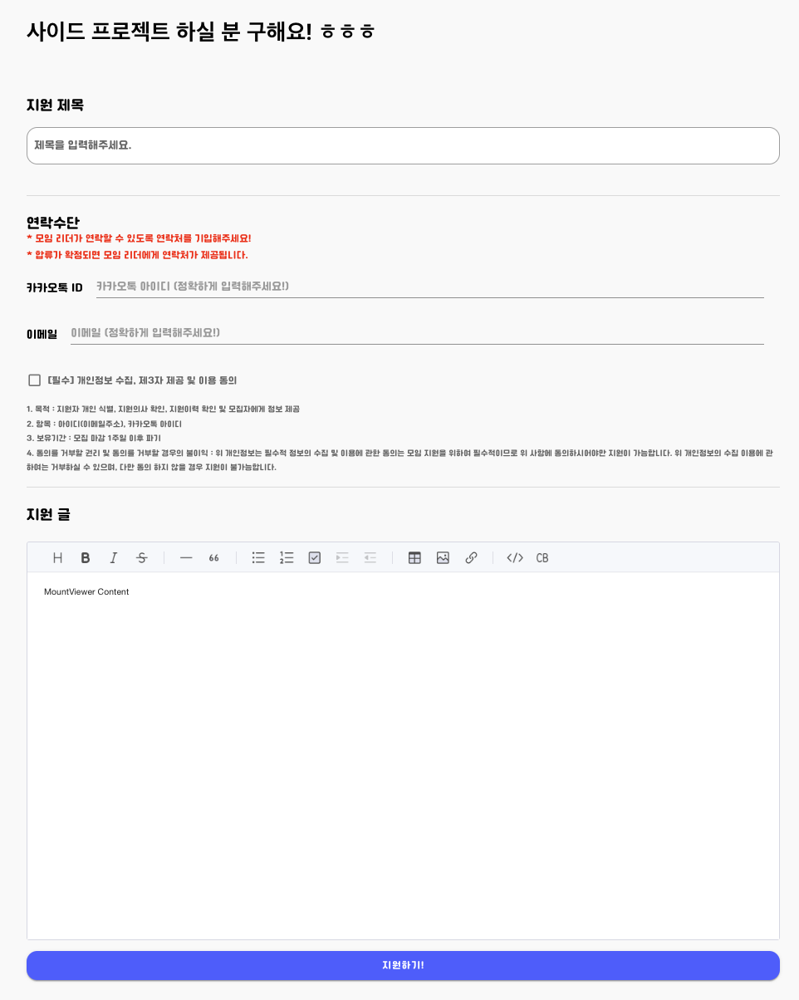 사이드 프로젝트 하실 분 구해요! ㅎㅎㅎ
지원 제목
제목을 입력해주세요.
연락수단
* 모임 리더가 연락할 수 있도록 연락처를 기입해주세요!
* 합류가 확정되면 모임 리더에게 연락처가 제공됩니다.
카카오톡 ID 카카오톡 아이디 (정확하게 입력해주세요!)
이메일 이메일 (정확하게 입력해주세요!)
[필수] 개인정보 수집, 제3자 제공 및 이용 동의
1. 목적 : 지원자 개인 식별, 지원의사 확인, 지원이력 확인 및 모집자에게 정보 제공
2. 항목 : 아이디(이메일주소), 카카오톡 아이디
3. 보유기간 : 모집 마감 1주일 이후 파기
4. 동의를 거부할 권리 및 동의를 거부할 경우의 불이익 : 위 개인정보는 필수적 정보의 수집 및 이용에 관한 동의는 모임 지원을 위하여 필수적이므로 위 사항에 동의하시어야만 지원이 가능합니다. 위 개인정보의 수집 이용에 관
하여는 거부하실 수 있으며, 다만 동의 하지 않을 경우 지원이 불가능합니다.
지원 글
H B I S 66 </> CB
MountViewer Content
지원하기!